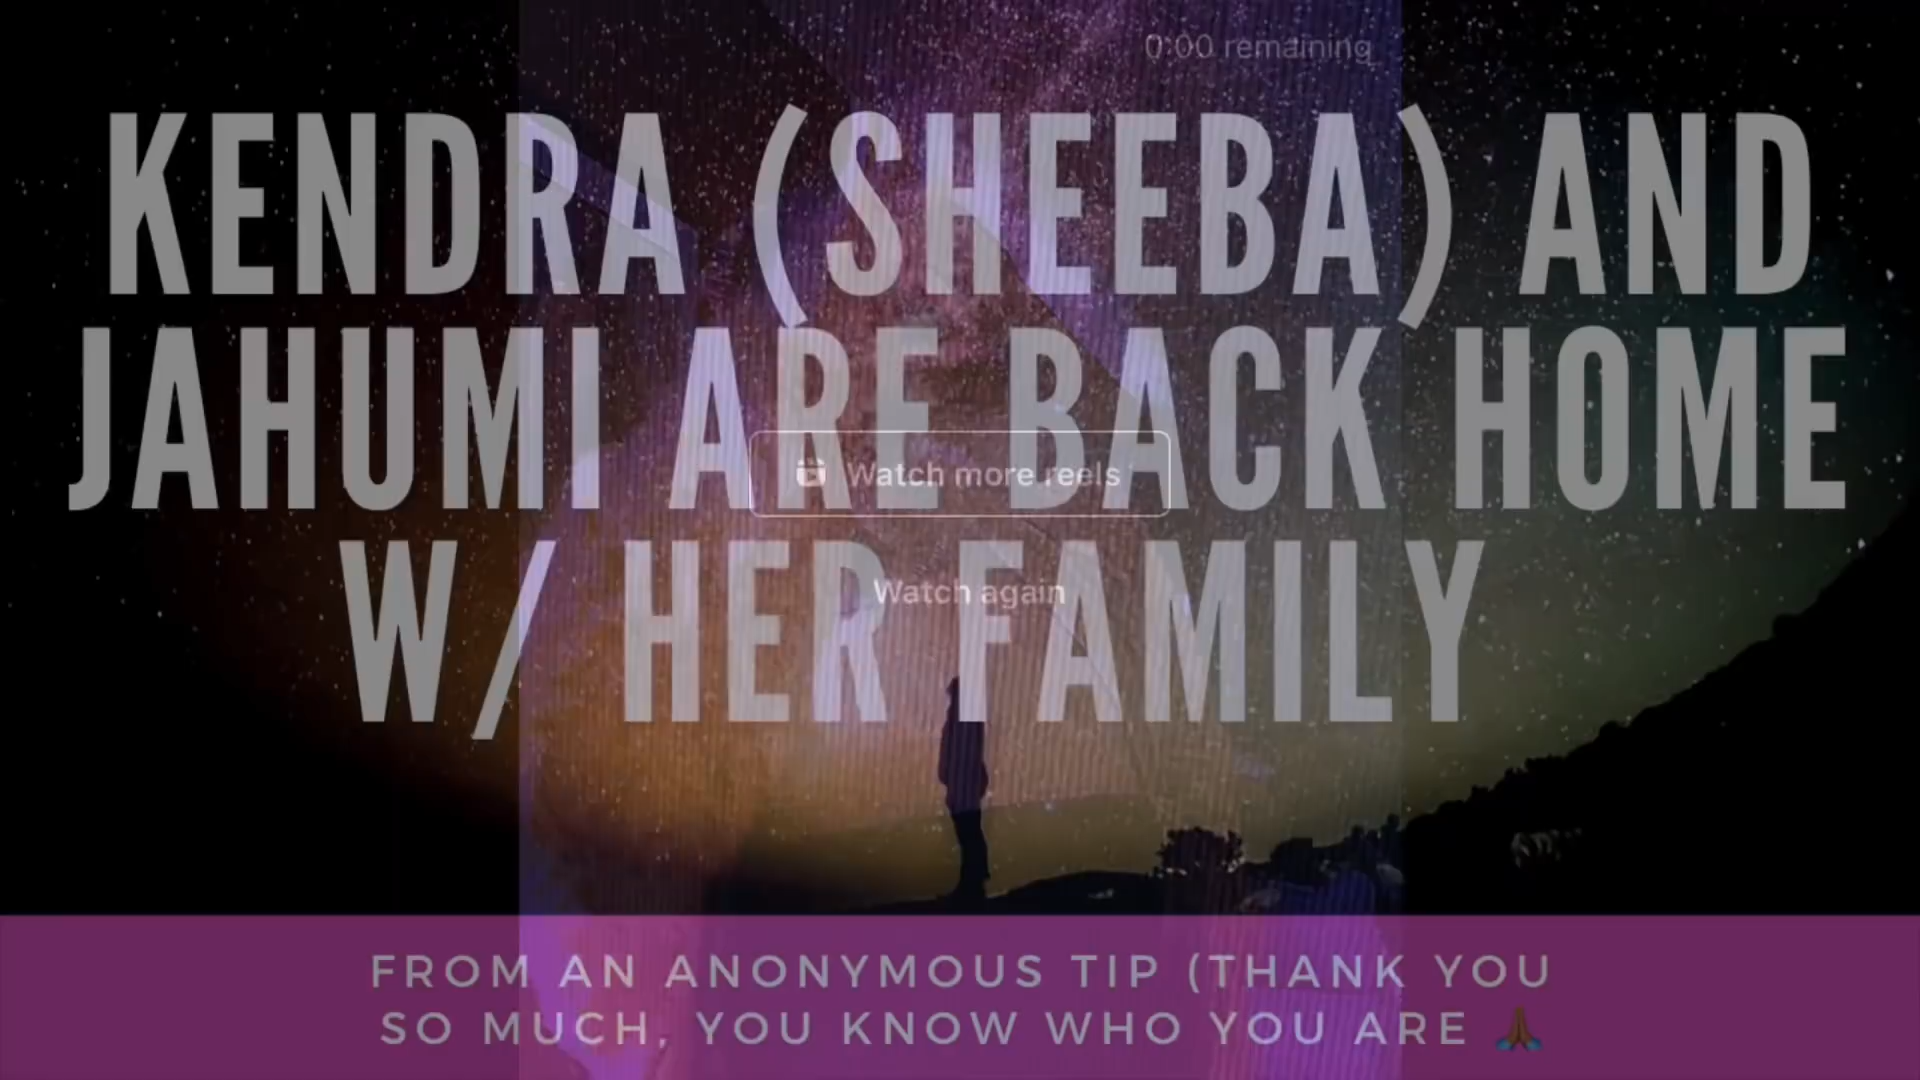 0:00 remaining
KENDRA (SHEEBA) AND
JAHUMI ARE BACK HOME
W/ HER FAMILY
Watch more reels
Watch again
FROM AN ANONYMOUS TIP (THANK YOU
SO MUCH, YOU KNOW WHO YOU ARE 🙏🏾